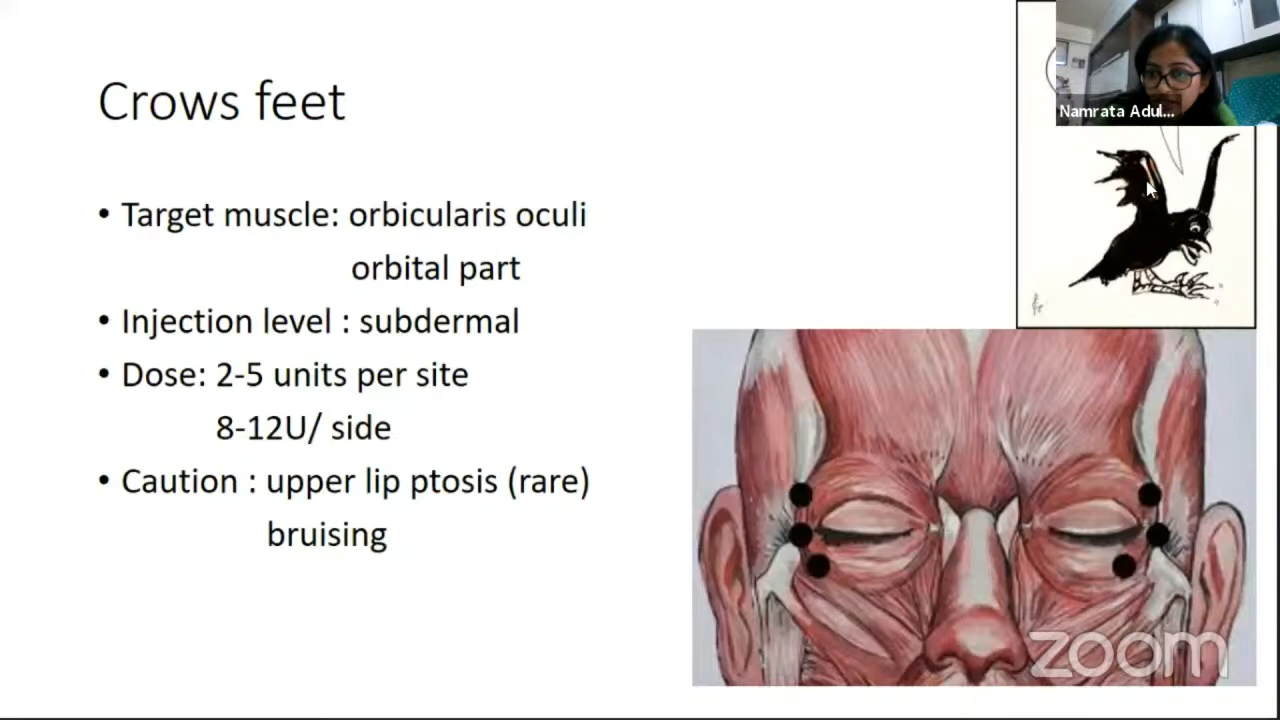 Crows feet
Namrata Adul...
• Target muscle: orbicularis oculi
orbital part
• Injection level : subdermal
• Dose: 2-5 units per site
8-12U/ side
• Caution : upper lip ptosis (rare)
bruising
zoom